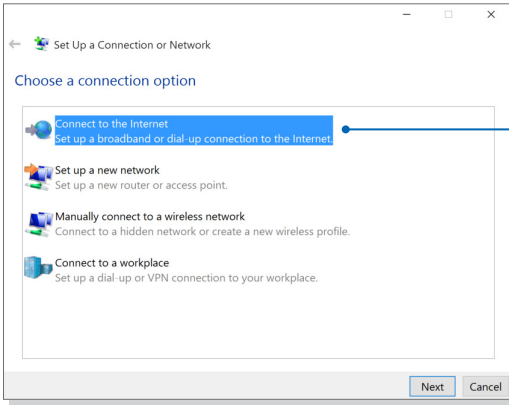 Set Up a Connection or Network
Choose a connection option
Connect to the Internet
Set up a broadband or dial-up connection to the Internet.
Set up a new network
Set up a new router or access point.
Manually connect to a wireless network
Connect to a hidden network or create a new wireless profile.
Connect to a workplace
Set up a dial-up or VPN connection to your workplace.
Next Cancel